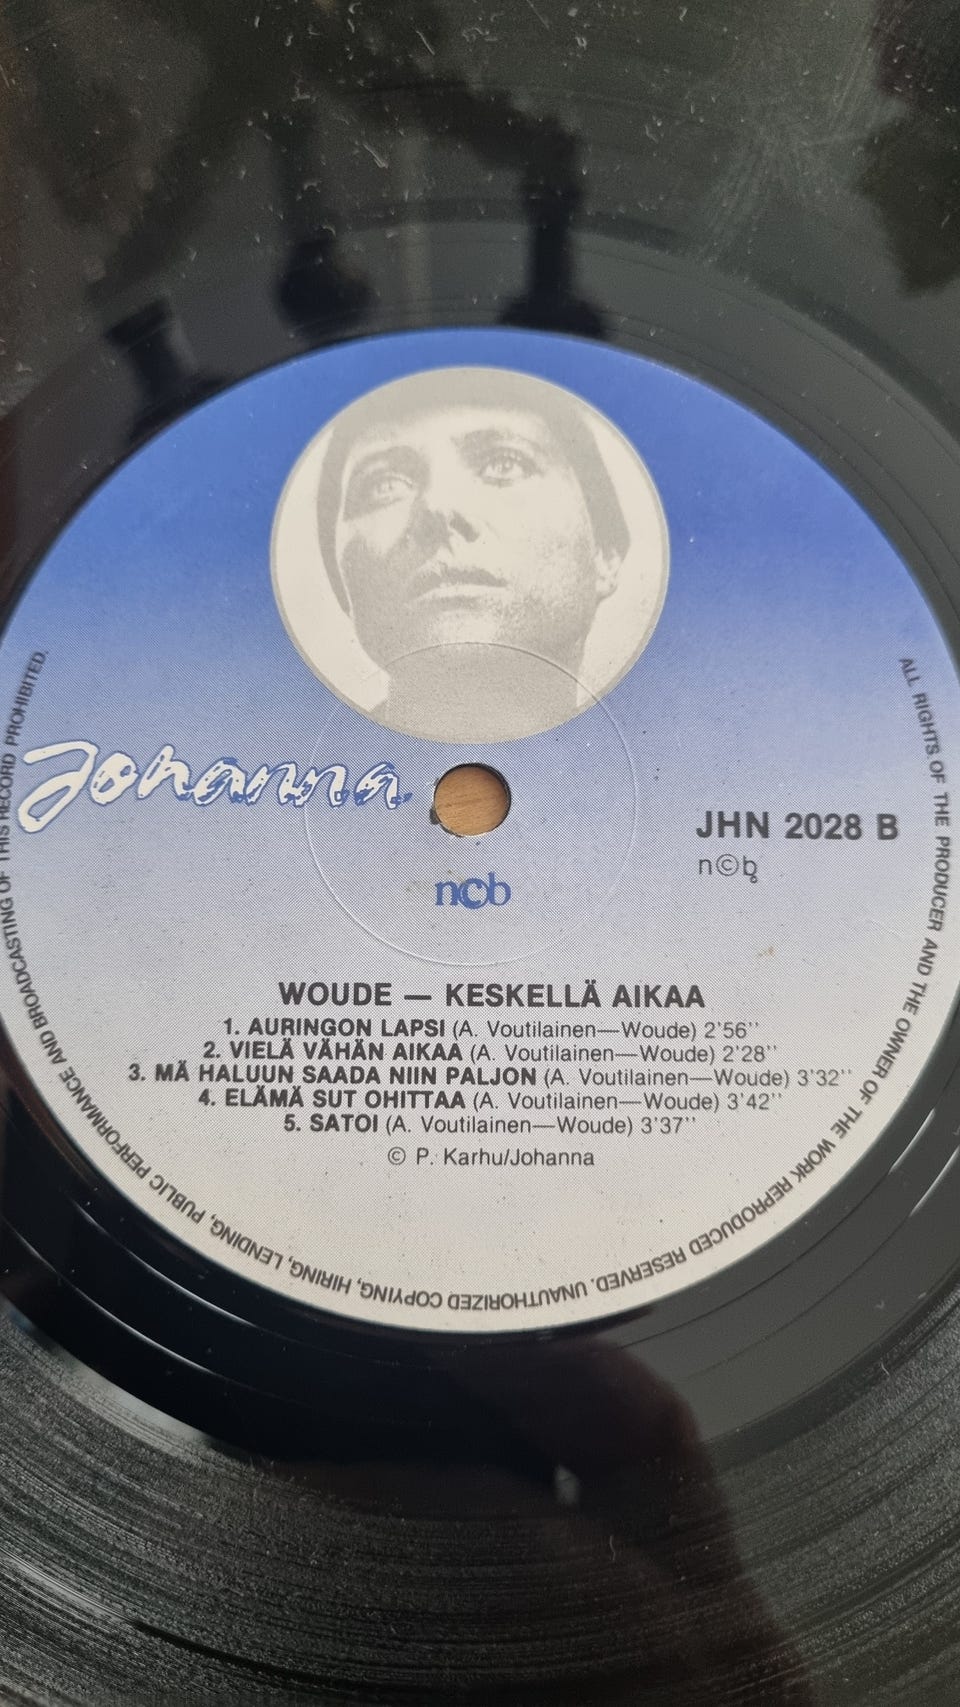 Johanna
JHN 2028 B
n©b
ncb
WOUDE — KESKELLÄ AIKAA
1. AURINGON LAPSI (A. Voutilainen—Woude) 2'56''
2. VIELÄ VÄHÄN AIKAA (A. Voutilainen—Woude) 2'28''
3. MÄ HALUUN SAADA NIIN PALJON (A. Voutilainen—Woude) 3'32''
4. ELÄMÄ SUT OHITTAA (A. Voutilainen—Woude) 3'42''
5. SATOI (A. Voutilainen—Woude) 3'37''
© P. Karhu/Johanna
ALL RIGHTS OF THE PRODUCER AND THE OWNER OF THE WORK REPRODUCED RESERVED. UNAUTHORIZED COPYING, HIRING, LENDING, PUBLIC PERFORMANCE AND BROADCASTING OF THIS RECORD PROHIBITED.